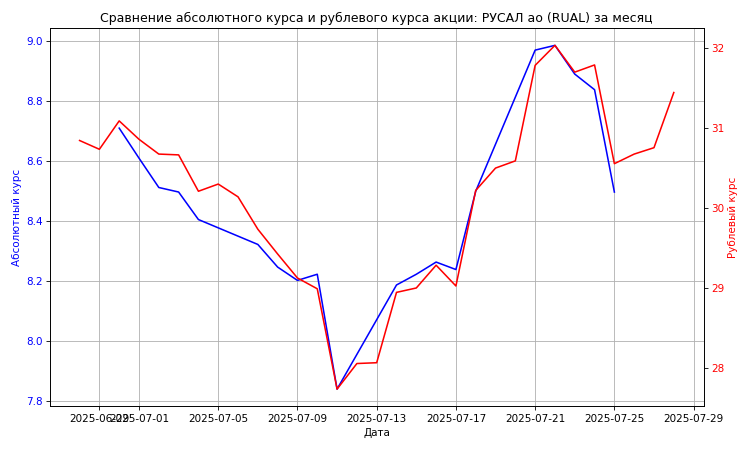 Сравнение абсолютного курса и рублевого курса акции: РУСАЛ ао (RUAL) за месяц
9.0
8.8
8.6
8.4
8.2
8.0
7.8
Абсолютный курс
32
31
30
29
28
Рублевый курс
2025-06-29 2025-07-01 2025-07-05 2025-07-09 2025-07-13 2025-07-17 2025-07-21 2025-07-25 2025-07-29
Дата